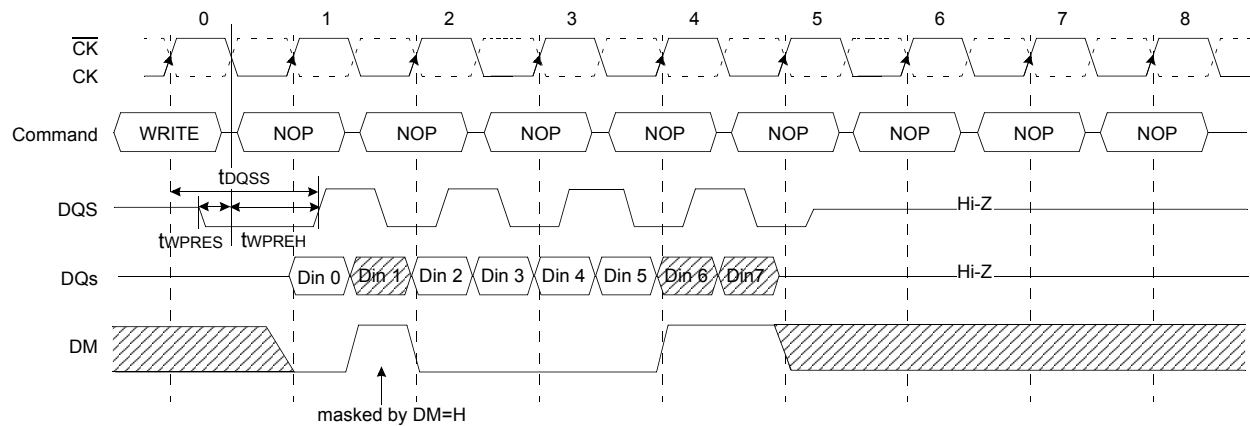 0 1 2 3 4 5 6 7 8
CK
CK
Command WRITE NOP NOP NOP NOP NOP NOP NOP NOP
tDQSS
DQS Hi-Z
tWPRES tWPREH
DQs Din 0 Din 1 Din 2 Din 3 Din 4 Din 5 Din 6 Din7 Hi-Z
DM
masked by DM=H